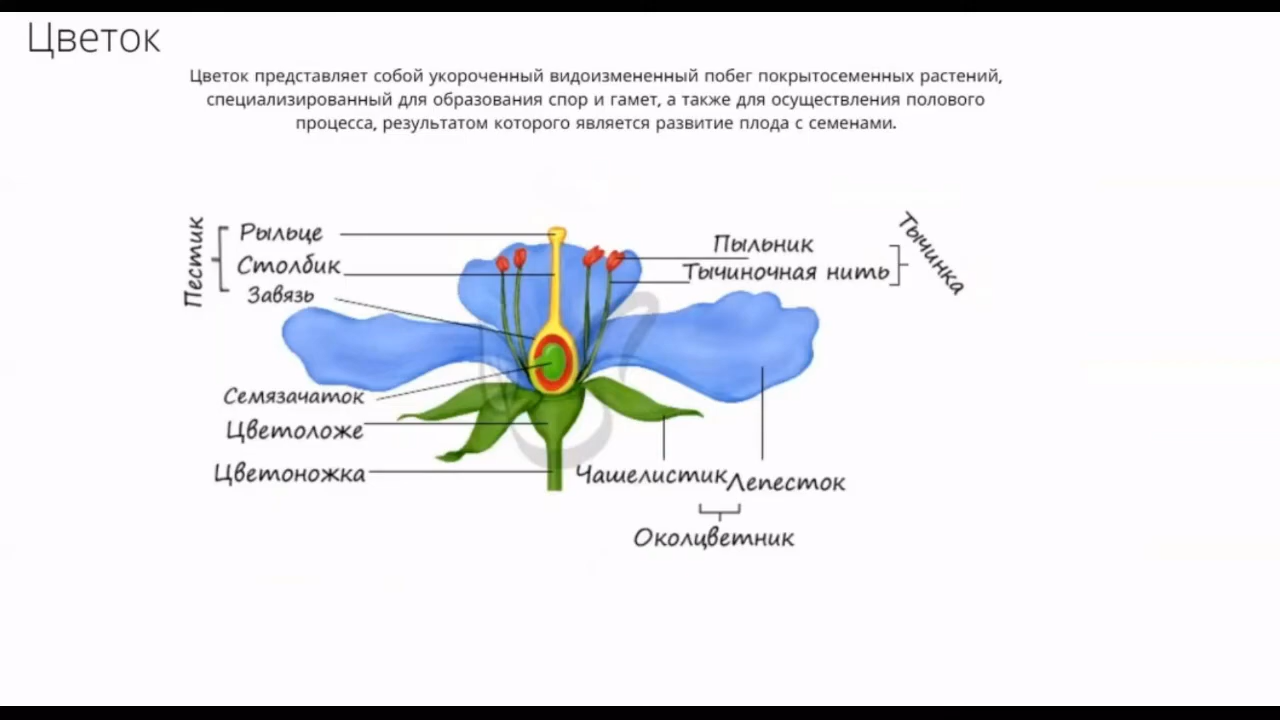 Цветок
Цветок представляет собой укороченный видоизмененный побег покрытосеменных растений,
специализированный для образования спор и гамет, а также для осуществления полового
процесса, результатом которого является развитие плода с семенами.
Пестик
Рыльце
Столбик
Завязь
Пыльник
Тычиночная нить
Тычинка
Семязачаток
Цветоложе
Цветоножка
Чашелистик
Лепесток
Околцветник